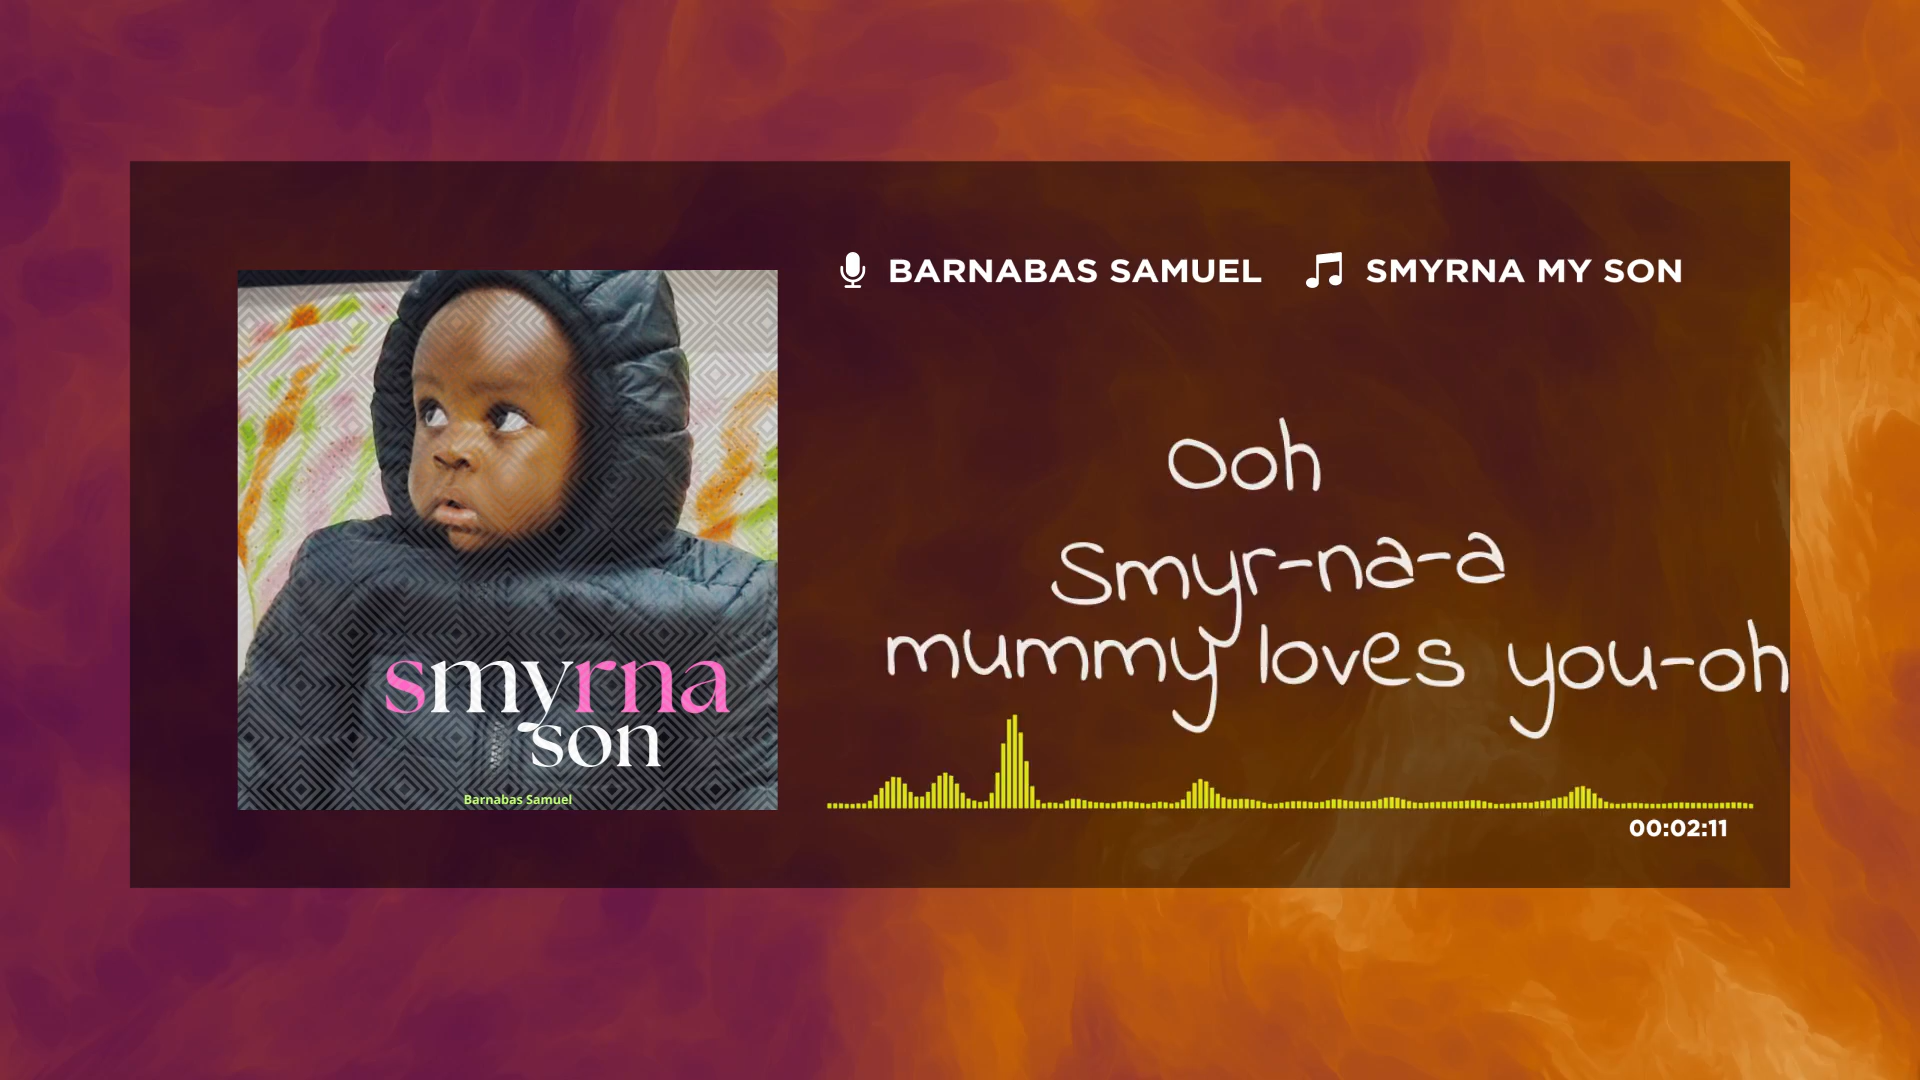 BARNABAS SAMUEL
SMYRNA MY SON
Ooh
Smyr-na-a
mummy loves you-oh
smyrna
son
Barnabas Samuel
00:02:11